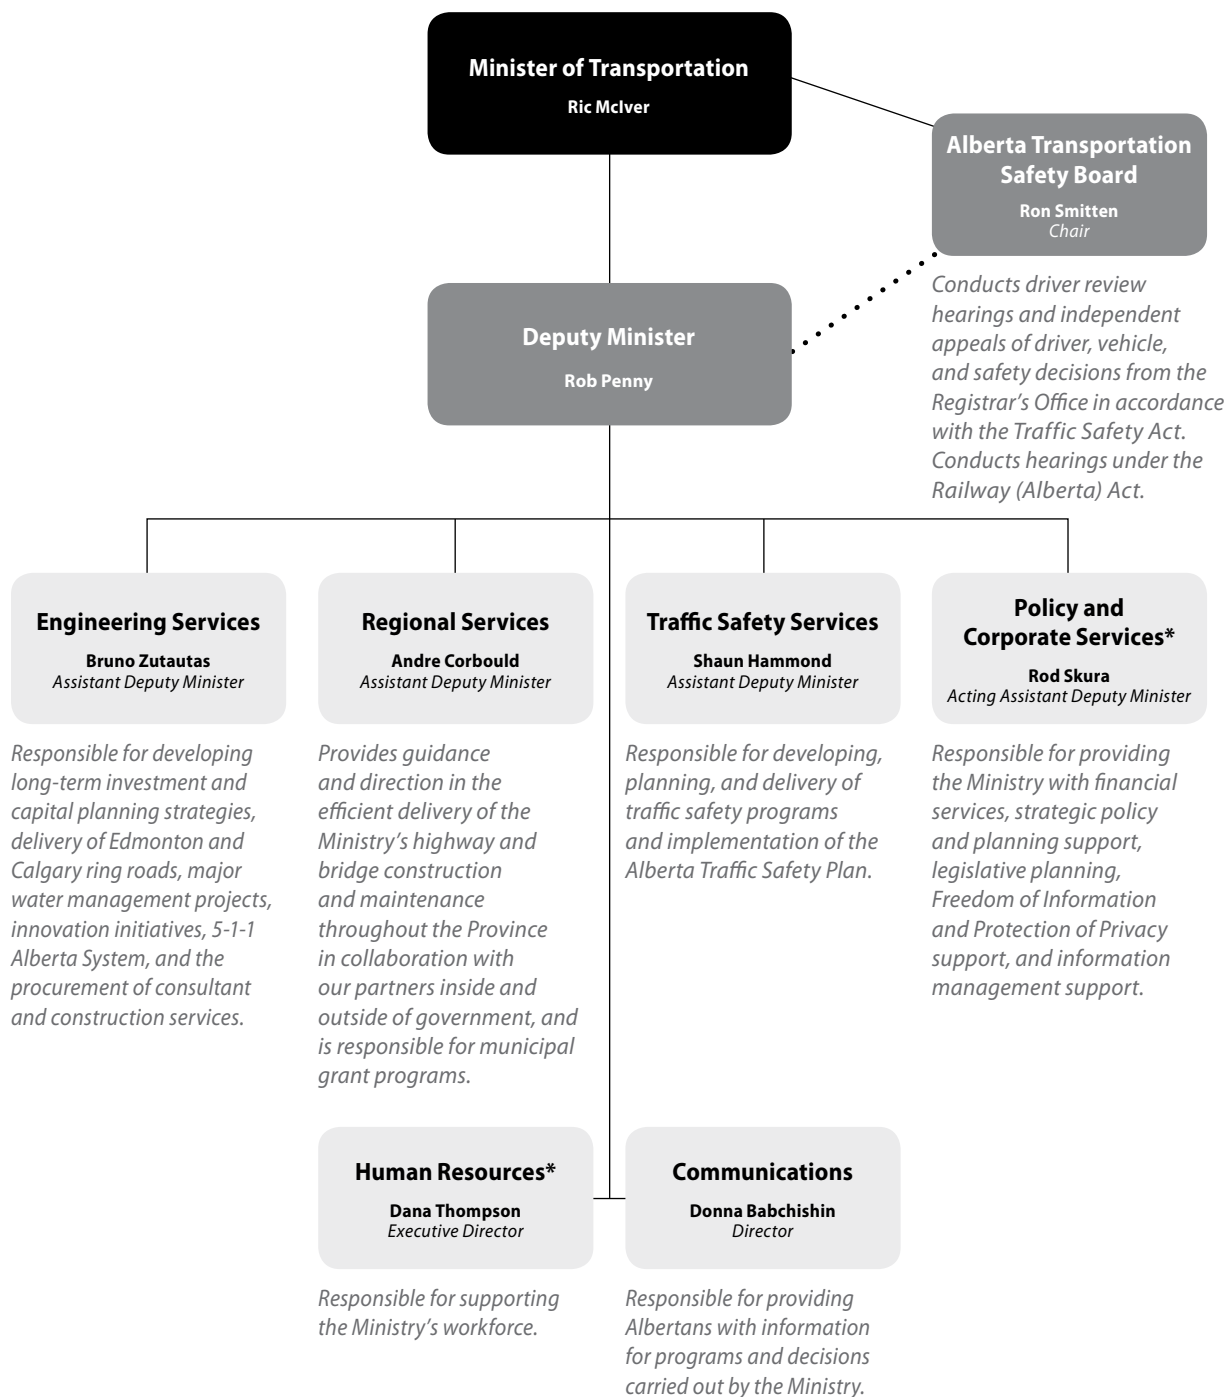 Minister of Transportation
Ric McIver
Alberta Transportation
Safety Board
Ron Smitten
Chair
Conducts driver review
hearings and independent
appeals of driver, vehicle,
and safety decisions from the
Registrar's Office in accordance
with the Traffic Safety Act.
Conducts hearings under the
Railway (Alberta) Act.
Deputy Minister
Rob Penny
Engineering Services
Bruno Zutautas
Assistant Deputy Minister
Responsible for developing
long-term investment and
capital planning strategies,
delivery of Edmonton and
Calgary ring roads, major
water management projects,
innovation initiatives, 5-1-1
Alberta System, and the
procurement of consultant
and construction services.
Regional Services
Andre Corbould
Assistant Deputy Minister
Provides guidance
and direction in the
efficient delivery of the
Ministry's highway and
bridge construction
and maintenance
throughout the Province
in collaboration with
our partners inside and
outside of government, and
is responsible for municipal
grant programs.
Traffic Safety Services
Shaun Hammond
Assistant Deputy Minister
Responsible for developing,
planning, and delivery of
traffic safety programs
and implementation of the
Alberta Traffic Safety Plan.
Policy and
Corporate Services*
Rod Skura
Acting Assistant Deputy Minister
Responsible for providing
the Ministry with financial
services, strategic policy
and planning support,
legislative planning,
Freedom of Information
and Protection of Privacy
support, and information
management support.
Human Resources*
Dana Thompson
Executive Director
Responsible for supporting
the Ministry's workforce.
Communications
Donna Babchishin
Director
Responsible for providing
Albertans with information
for programs and decisions
carried out by the Ministry.